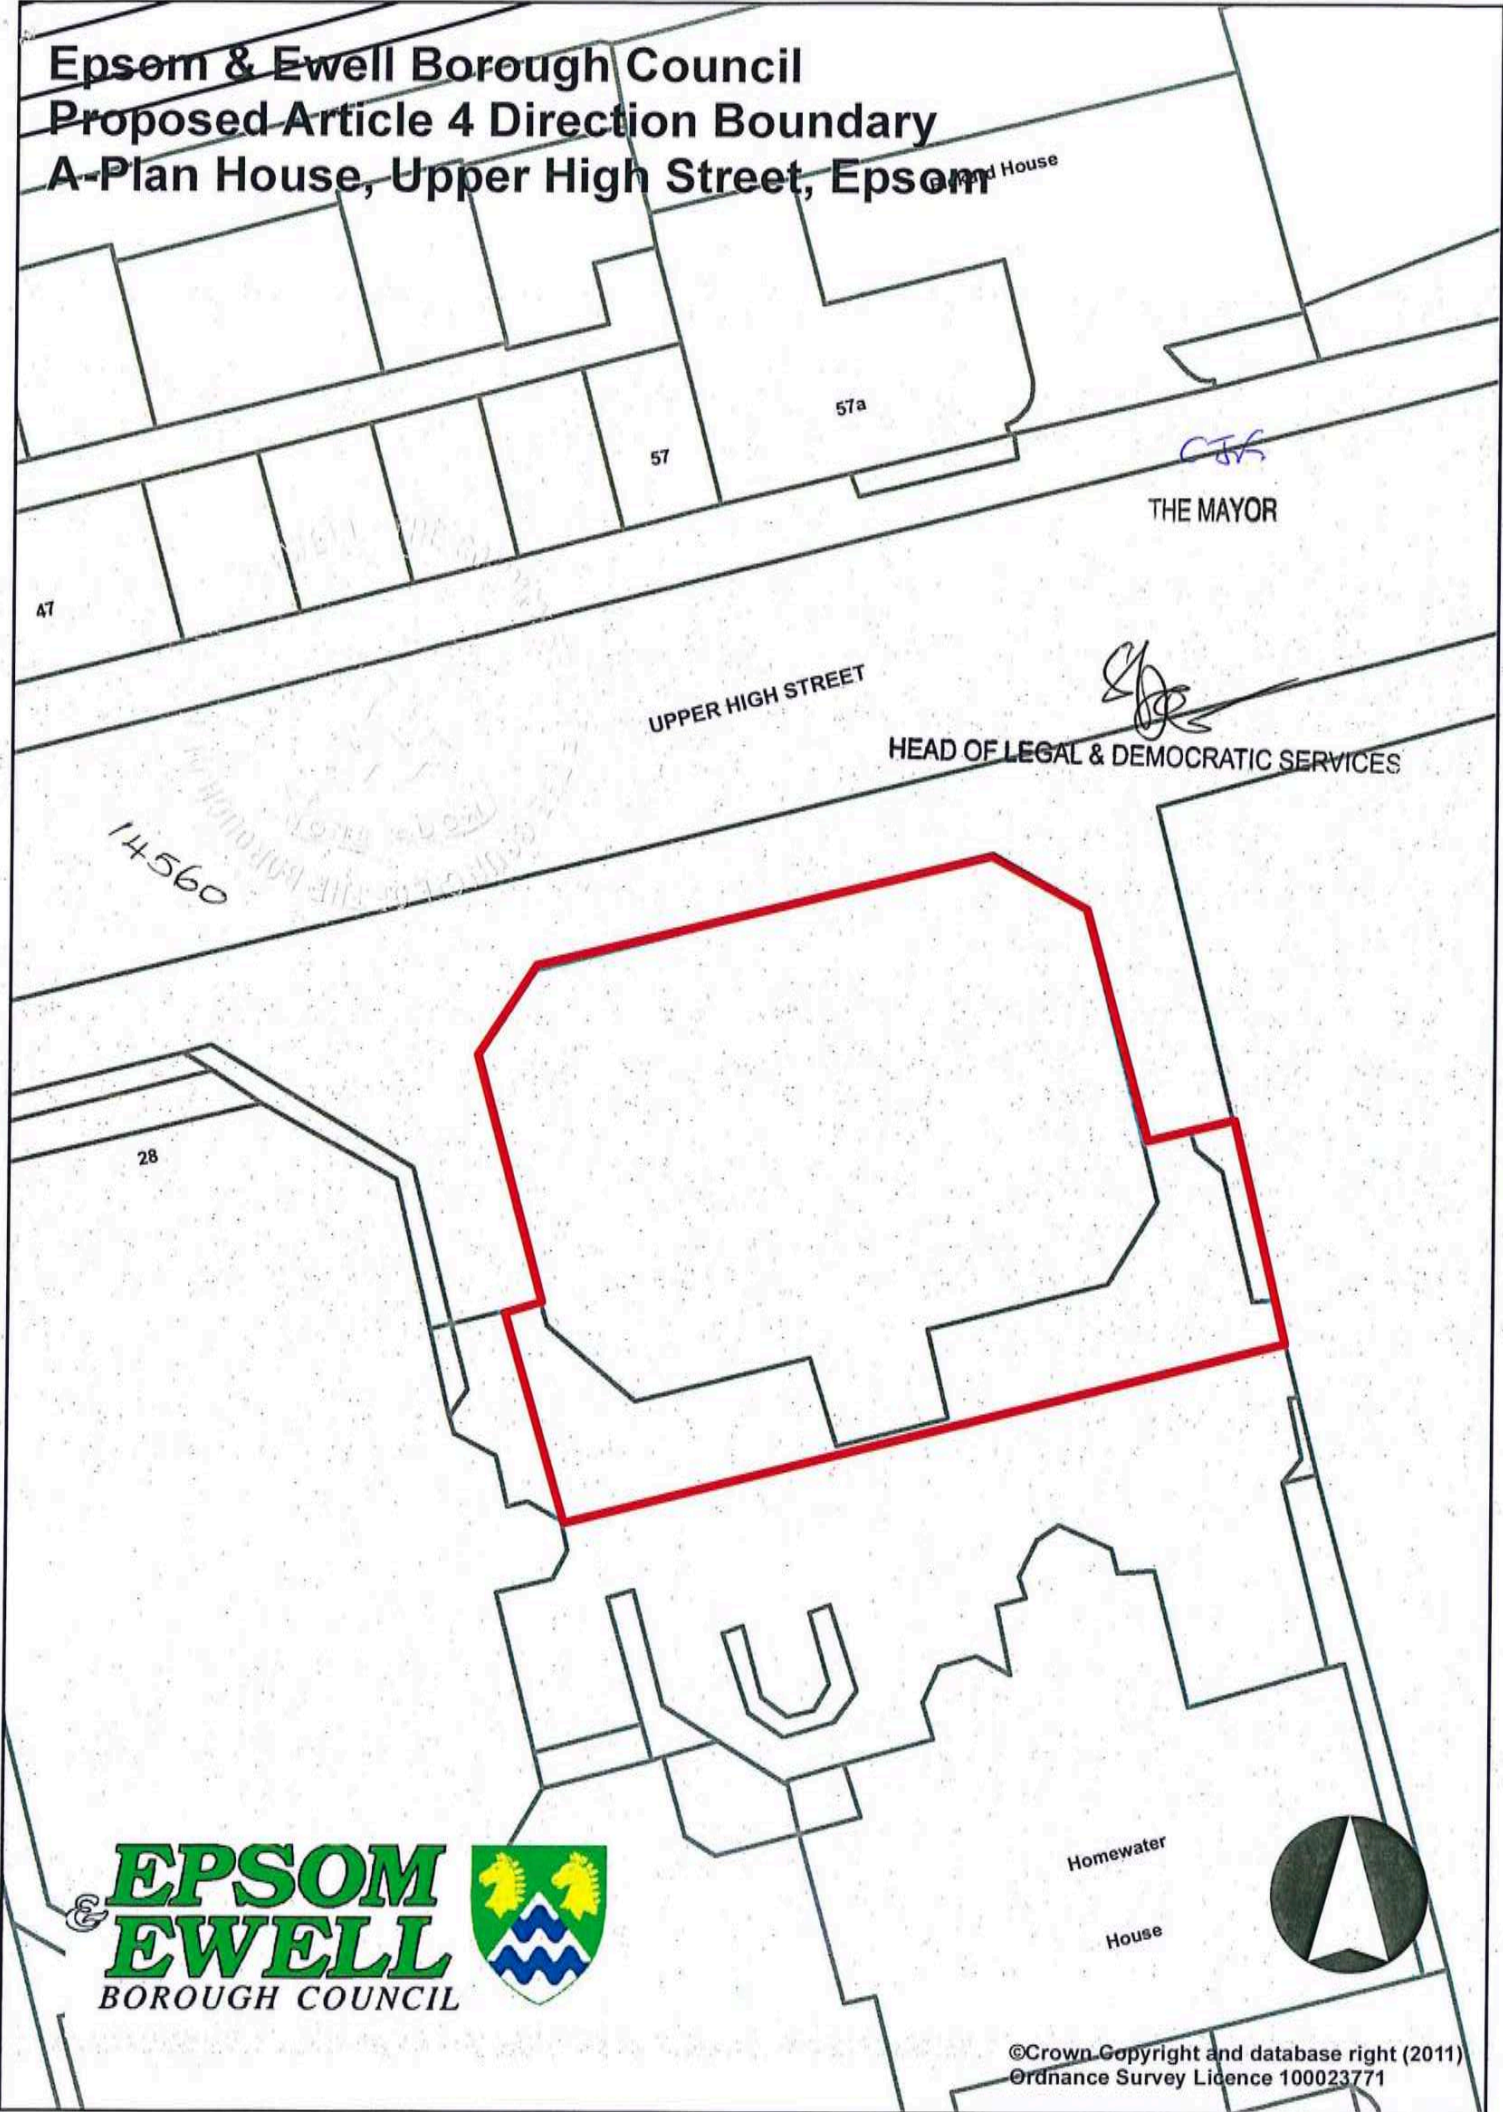 Epsom & Ewell Borough Council
Proposed Article 4 Direction Boundary
A-Plan House, Upper High Street, Epsom
House
57a
57
THE MAYOR
47
UPPER HIGH STREET
HEAD OF LEGAL & DEMOCRATIC SERVICES
14560
28
Homewater
House
EPSOM
& EWELL
BOROUGH COUNCIL
©Crown Copyright and database right (2011)
Ordnance Survey Licence 100023771